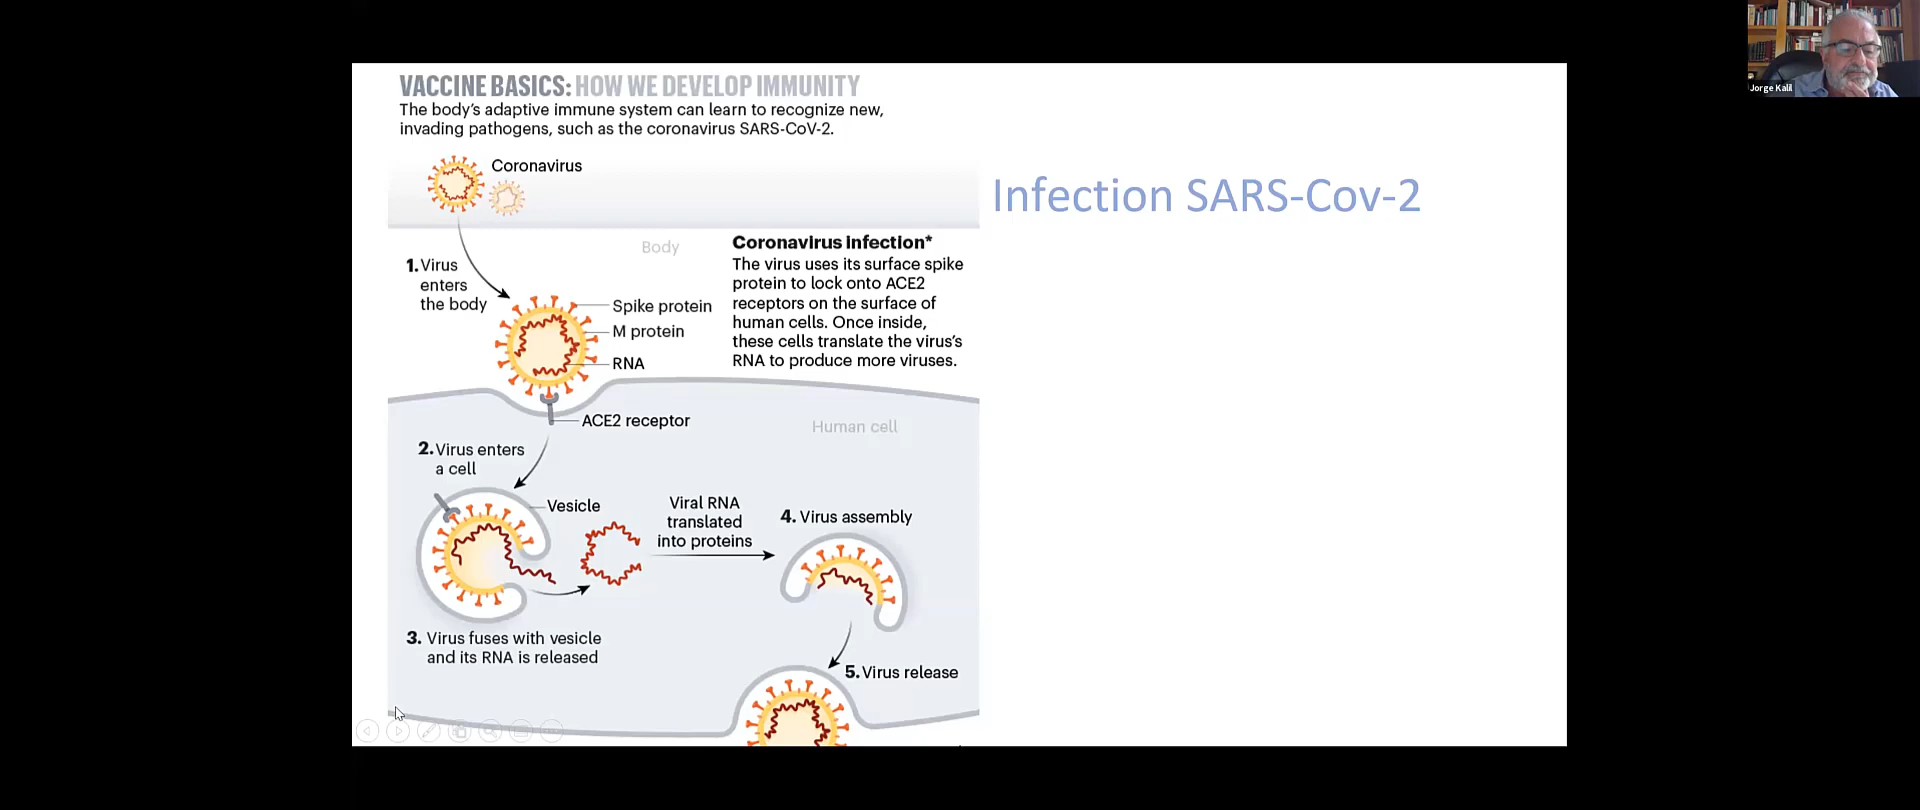 VACCINE BASICS: HOW WE DEVELOP IMMUNITY
The body's adaptive immune system can learn to recognize new,
invading pathogens, such as the coronavirus SARS-CoV-2.
Coronavirus
Infection SARS-Cov-2
Body
Coronavirus infection*
The virus uses its surface spike
protein to lock onto ACE2
receptors on the surface of
human cells. Once inside,
these cells translate the virus's
RNA to produce more viruses.
1. Virus
enters
the body
Spike protein
M protein
RNA
ACE2 receptor
Human cell
2. Virus enters
a cell
Vesicle
Viral RNA
translated
into proteins
4. Virus assembly
3. Virus fuses with vesicle
and its RNA is released
5. Virus release
Jorge Kalil